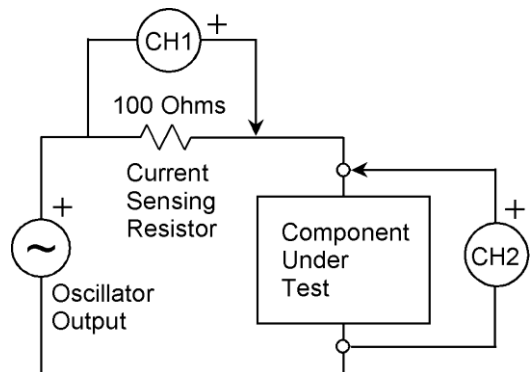 CH1
+
100 Ohms
Current
Sensing
Resistor
+
~
Oscillator
Output
Component
Under
Test
+
CH2